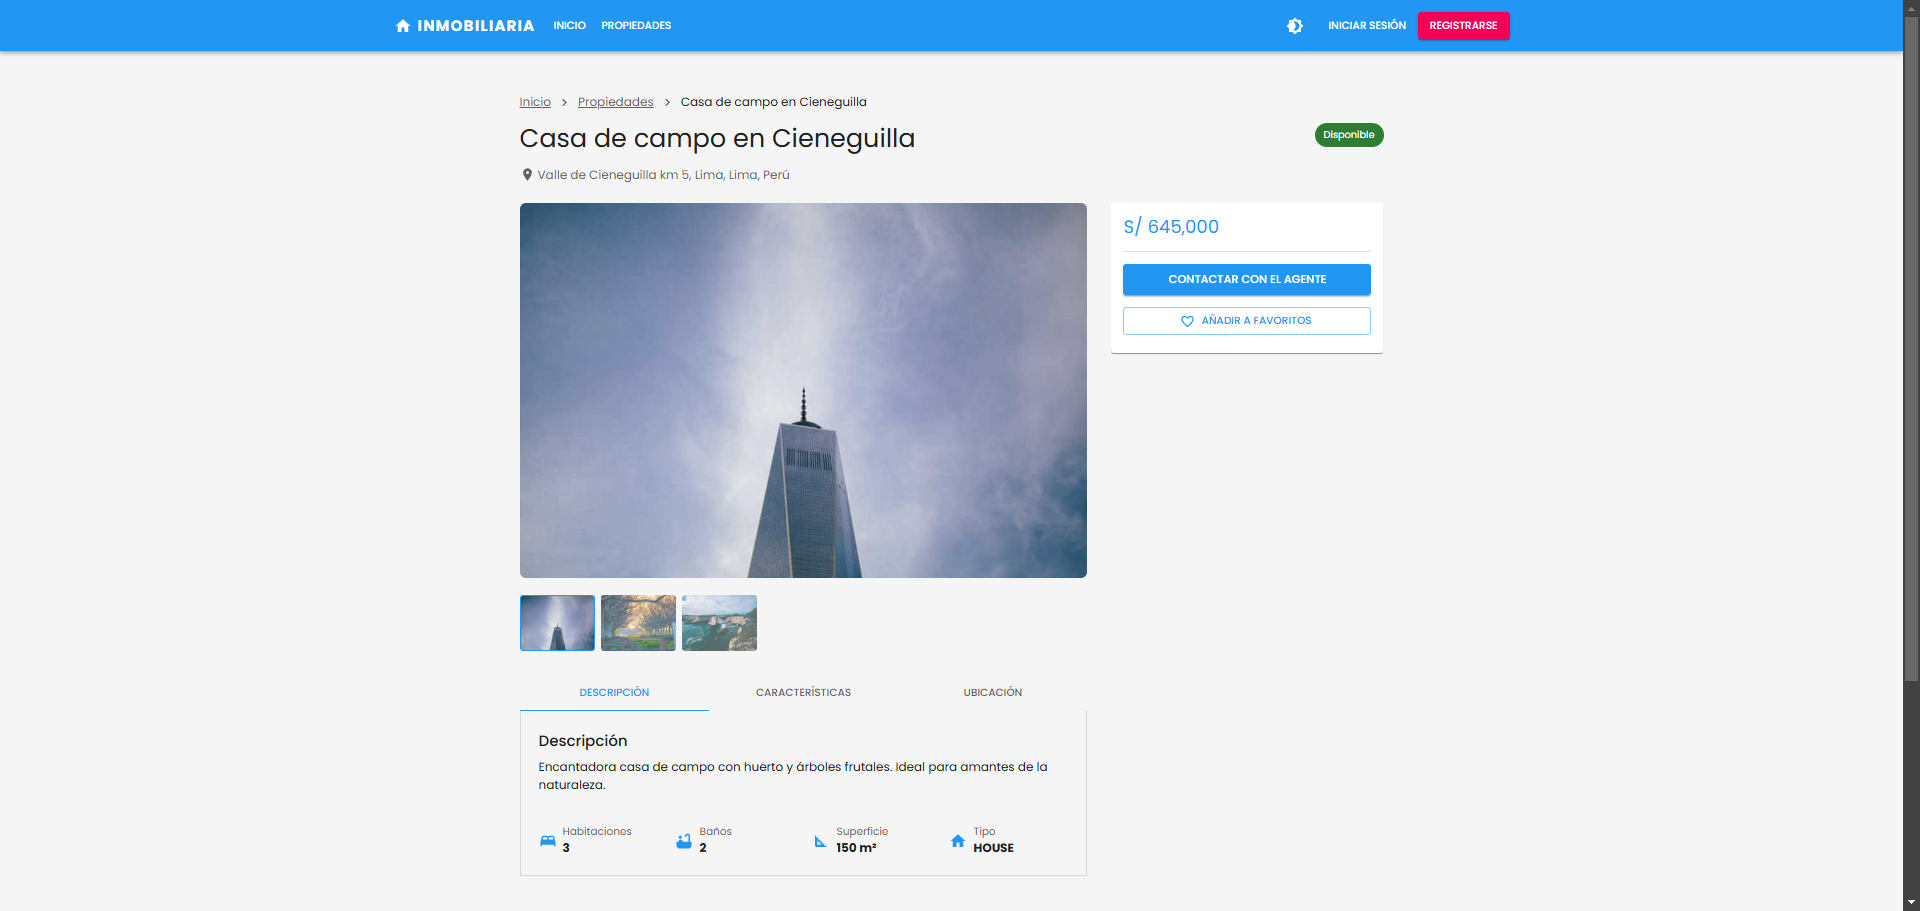 INMOBILIARIA INICIO PROPIEDADES INICIAR SESIÓN REGISTRARSE
Inicio > Propiedades > Casa de campo en Cieneguilla
Casa de campo en Cieneguilla
Disponible
Valle de Cieneguilla km 5, Lima, Lima, Perú
S/ 645,000
CONTACTAR CON EL AGENTE
AÑADIR A FAVORITOS
DESCRIPCIÓN CARACTERÍSTICAS UBICACIÓN
Descripción
Encantadora casa de campo con huerto y árboles frutales. Ideal para amantes de la
naturaleza.
Habitaciones Baños Superficie Tipo
3 2 150 m² HOUSE